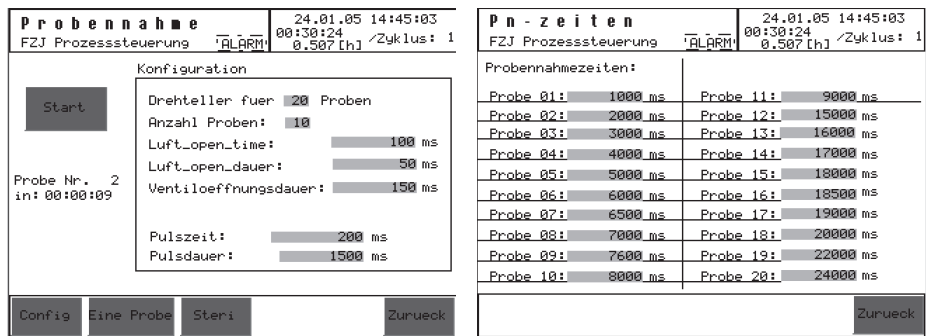 Probennahme
FZJ Prozesssteuerung
'ALARM'
24.01.05 14:45:03
00:30:24
0.507[h] /Zyklus: 1
Konfiguration
Start
Drehteller fuer 20 Proben
Anzahl Proben: 10
Luft_open_time: 100 ms
Luft_open_dauer: 50 ms
Ventiloeffnungsdauer: 150 ms
Probe Nr. 2
in: 00:00:09
Pulszeit: 200 ms
Pulsdauer: 1500 ms
Config
Eine Probe
Steri
Zurueck
Pn-zeiten
FZJ Prozesssteuerung
'ALARM'
24.01.05 14:45:03
00:30:24
0.507[h] /Zyklus: 1
Probennahmezeiten:
Probe 01: 1000 ms
Probe 02: 2000 ms
Probe 03: 3000 ms
Probe 04: 4000 ms
Probe 05: 5000 ms
Probe 06: 6000 ms
Probe 07: 6500 ms
Probe 08: 7000 ms
Probe 09: 7600 ms
Probe 10: 8000 ms
Probe 11: 9000 ms
Probe 12: 15000 ms
Probe 13: 16000 ms
Probe 14: 17000 ms
Probe 15: 18000 ms
Probe 16: 18500 ms
Probe 17: 19000 ms
Probe 18: 20000 ms
Probe 19: 22000 ms
Probe 20: 24000 ms
Zurueck